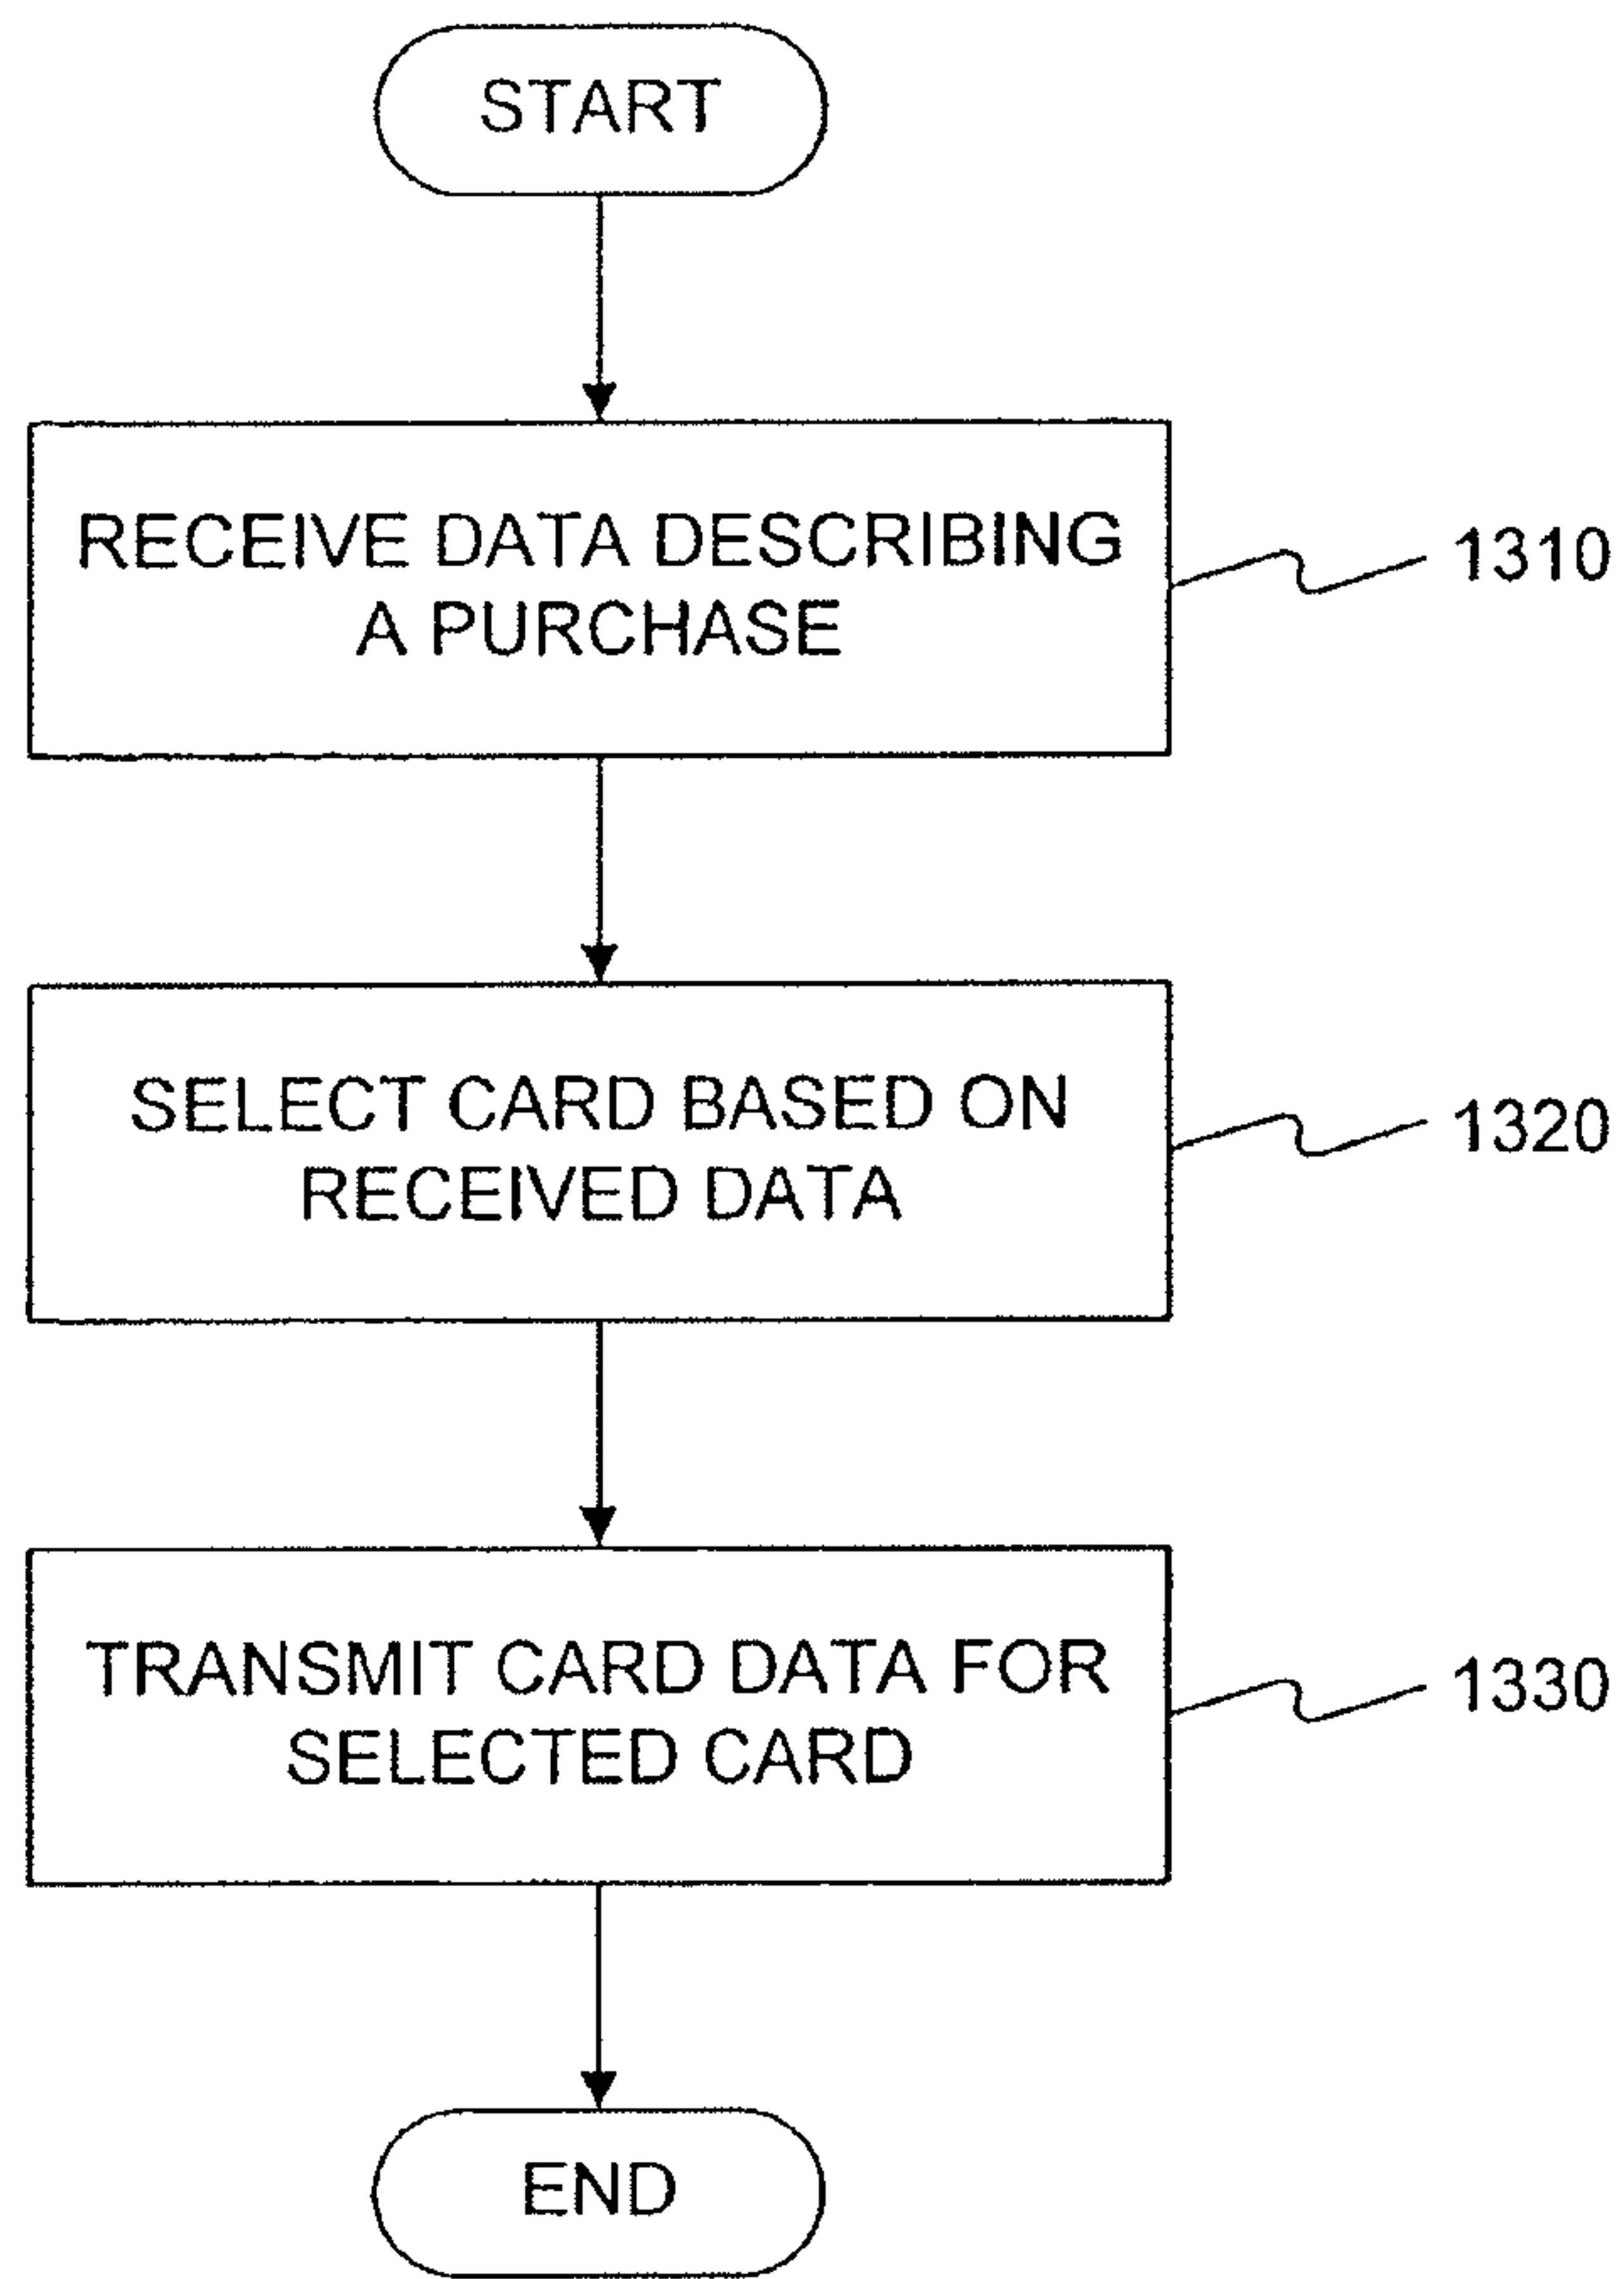 START
RECEIVE DATA DESCRIBING
A PURCHASE
1310
SELECT CARD BASED ON
RECEIVED DATA
1320
TRANSMIT CARD DATA FOR
SELECTED CARD
1330
END